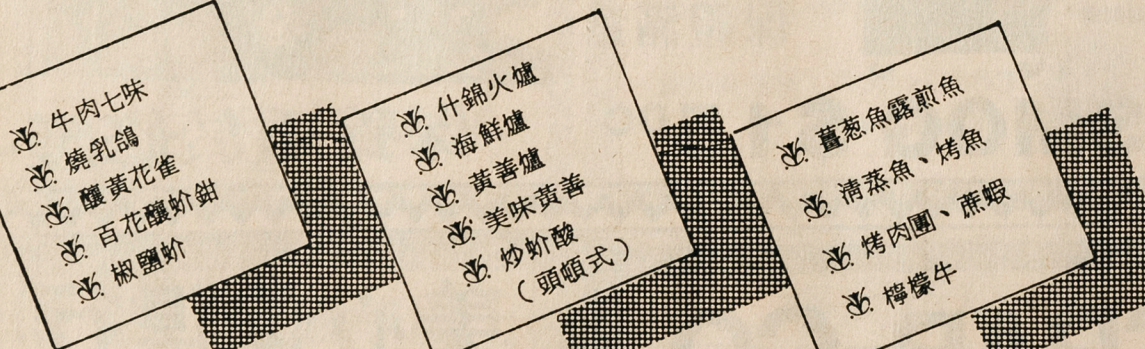 牛肉七味
燒乳鴿
釀黃花雀
百花釀蚧鉗
椒鹽蚧
什錦火爐
海鮮爐
黃善爐
美味黃善
炒蚧酸
（頭頓式）
薑葱魚露煎魚
清蒸魚、烤魚
烤肉團、蔗蝦
檸檬牛